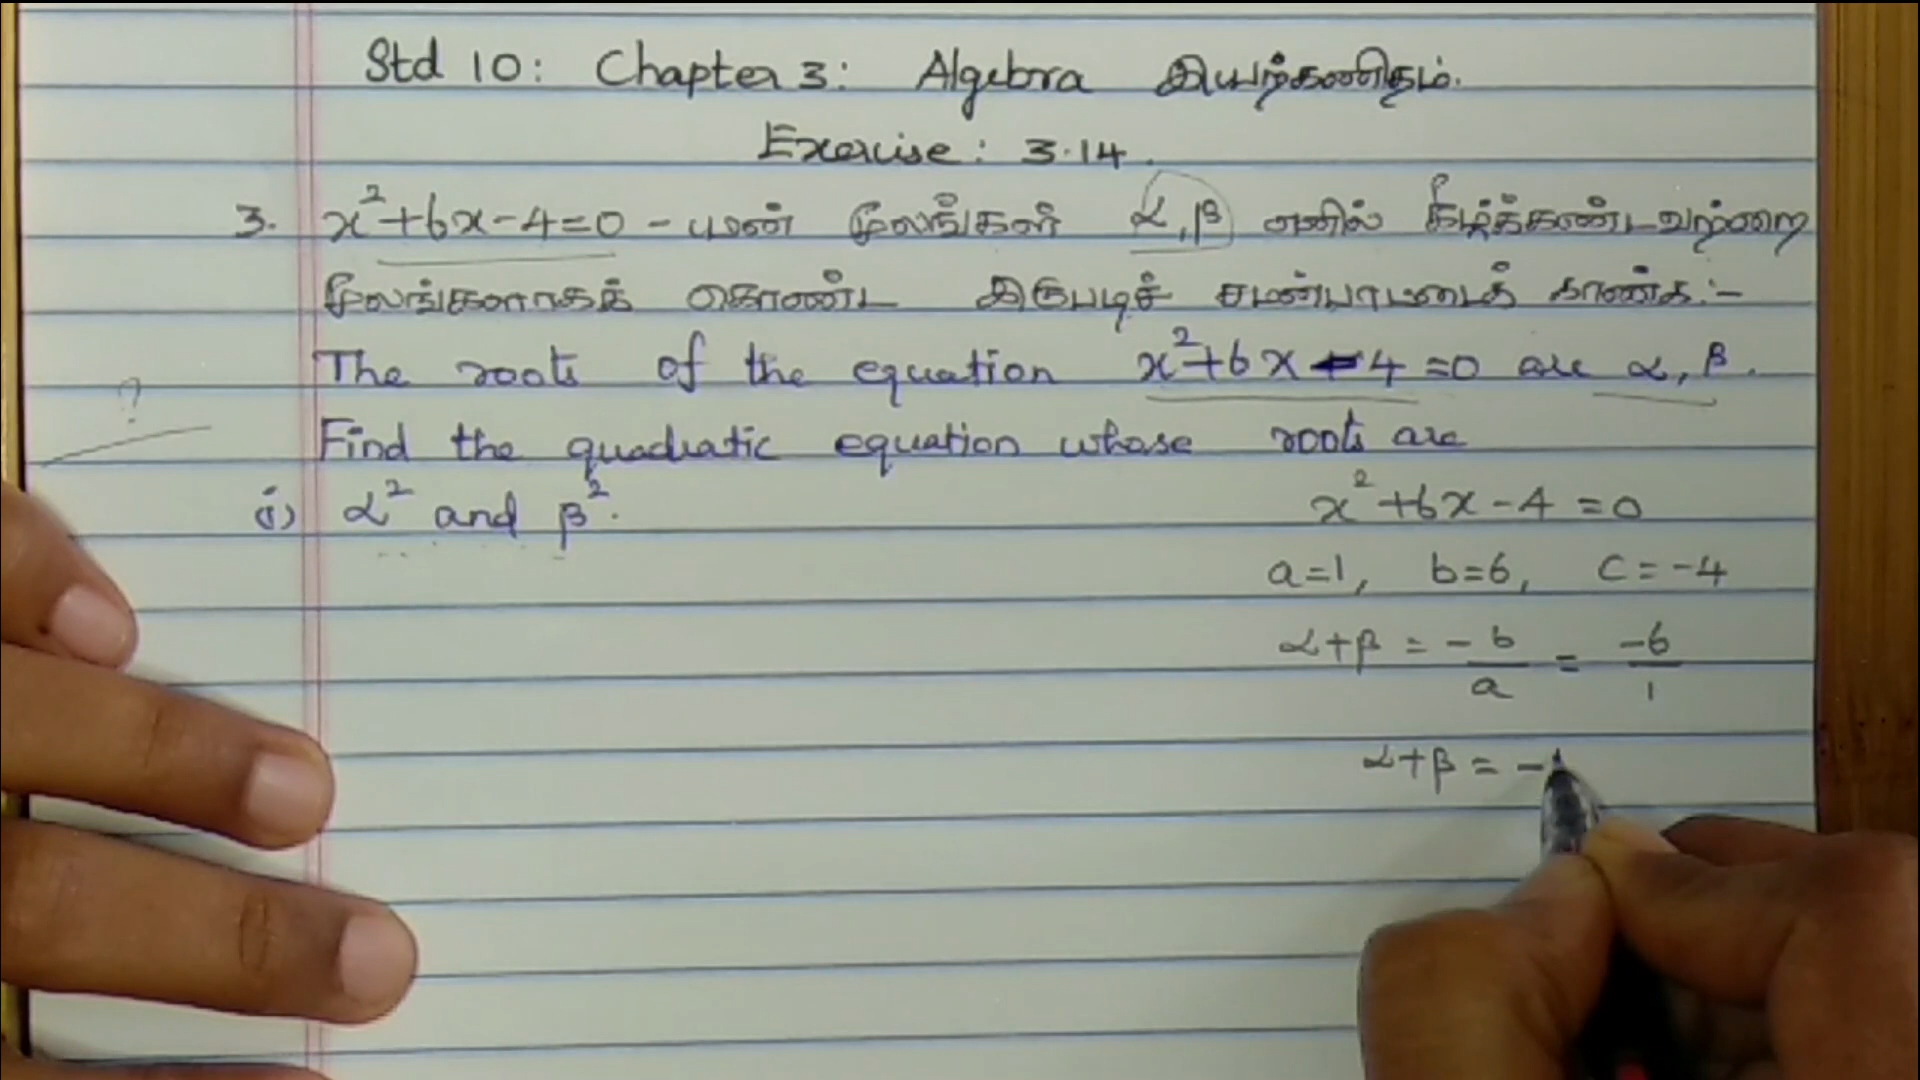 Std 10: Chapter 3: Algebra இயற்கணிதம்.
Exercise: 3.14.
3. x²+6x-4=0 - யின் மூலங்கள் α,β எனில் கீழ்க்கண்டவற்றை
மூலங்களாகக் கொண்ட இருபடிச் சமன்பாட்டைக் காண்க:-
The roots of the equation x²+6x-4=0 are α, β.
?
Find the quadratic equation whose roots are
(i) α² and β².
x²+6x-4=0
a=1, b=6, c=-4
α+β = -b/a = -6/1
α+β = -